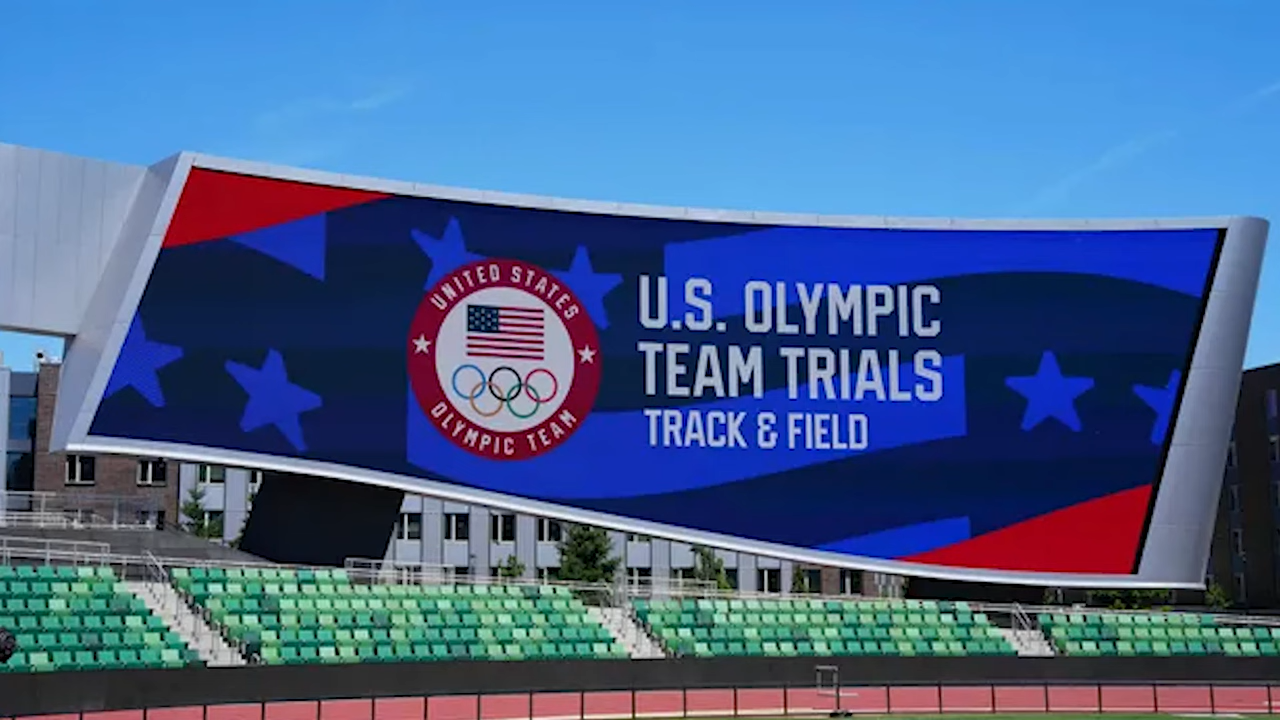 UNITED STATES
OLYMPIC TEAM
U.S. OLYMPIC
TEAM TRIALS
TRACK & FIELD